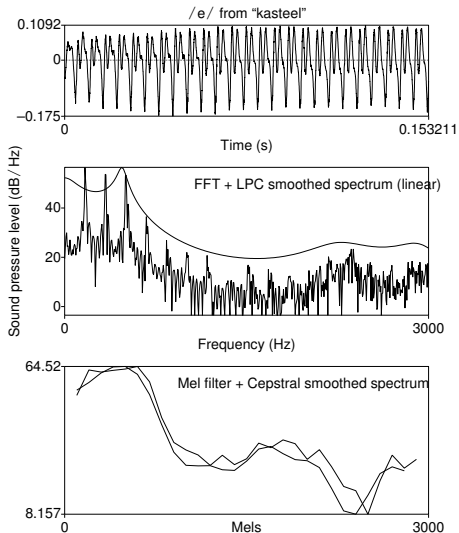 /e/ from “kasteel”
0.1092
0
−0.175
0
0.153211
Time (s)
FFT + LPC smoothed spectrum (linear)
Sound pressure level (dB/Hz)
40
20
0
0
3000
Frequency (Hz)
64.52
Mel filter + Cepstral smoothed spectrum
8.157
0
Mels
3000